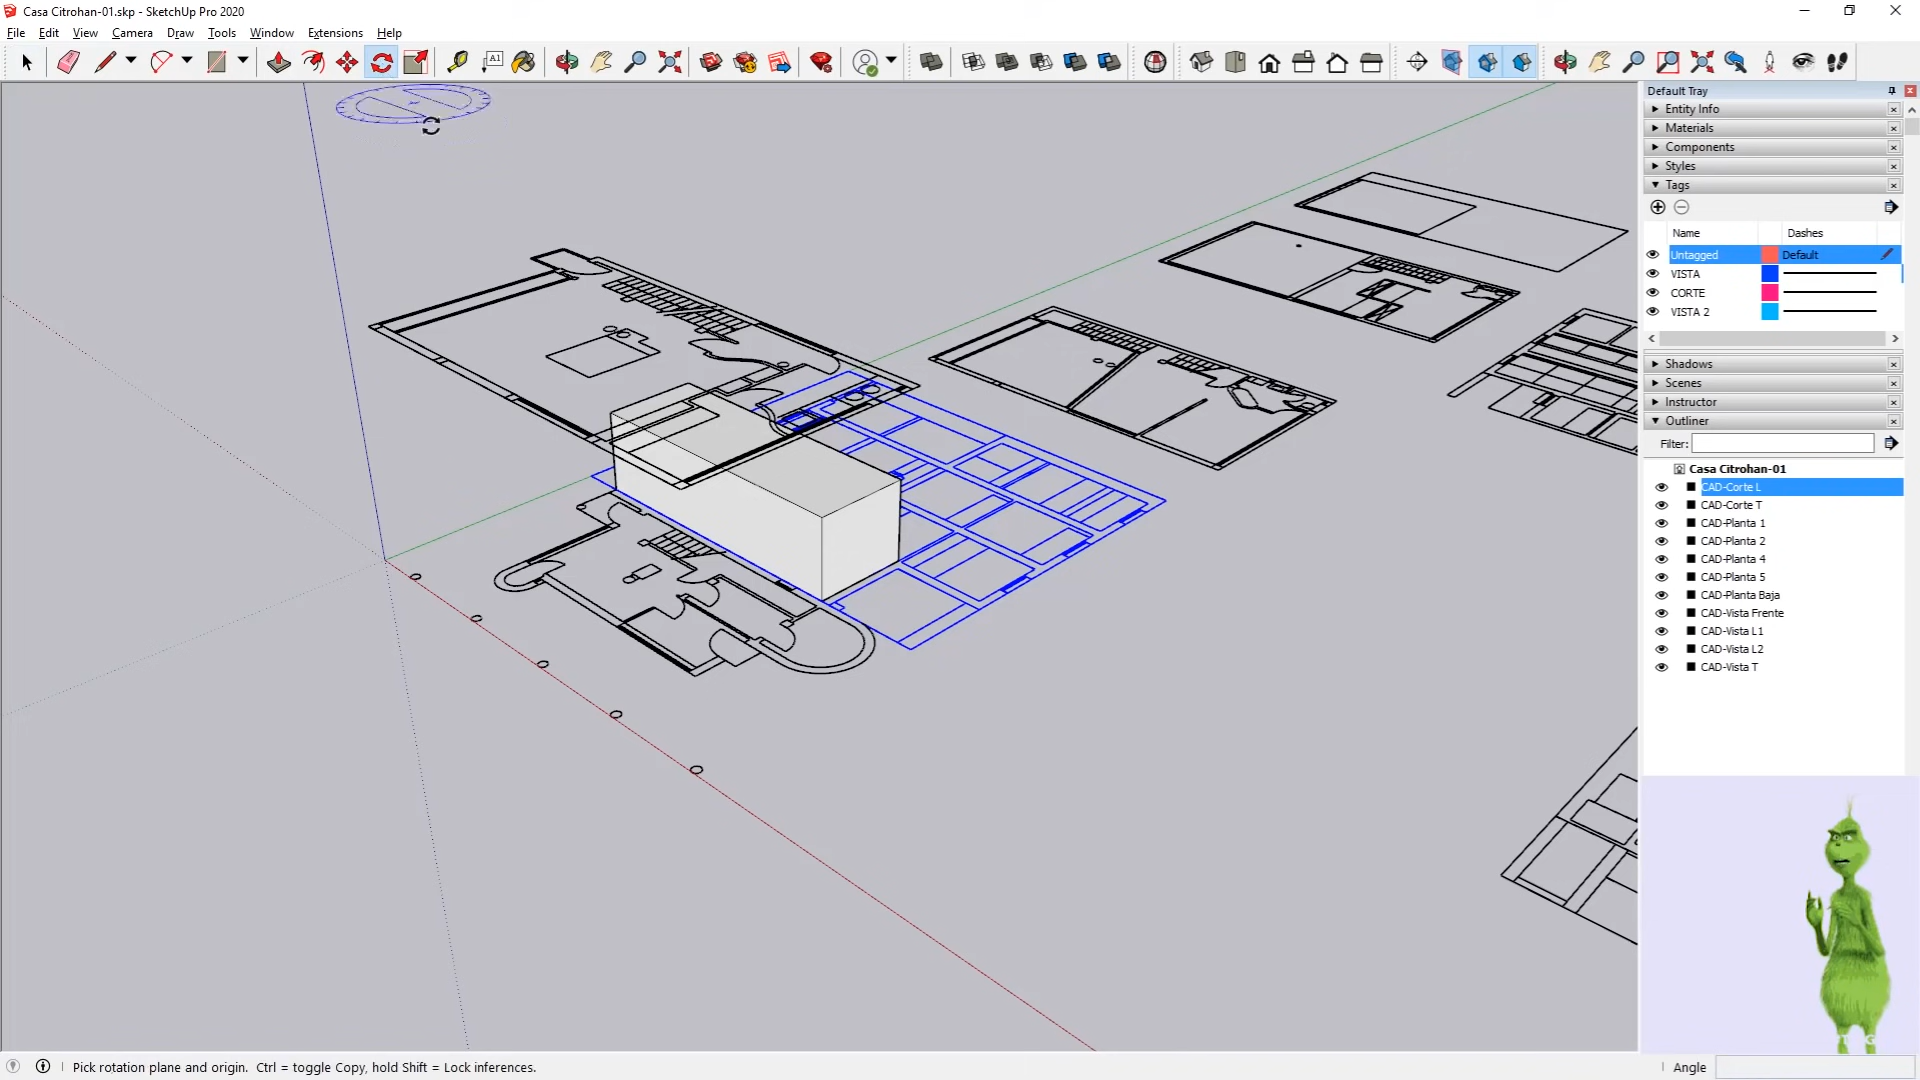 Casa Citrohan-01.skp - SketchUp Pro 2020
File Edit View Camera Draw Tools Window Extensions Help
A1
Default Tray
Entity Info
Materials
Components
Styles
Tags
Name Dashes
Untagged Default
VISTA
CORTE
VISTA 2
Shadows
Scenes
Instructor
Outliner
Filter:
Casa Citrohan-01
CAD-Corte L
CAD-Corte T
CAD-Planta 1
CAD-Planta 2
CAD-Planta 4
CAD-Planta 5
CAD-Planta Baja
CAD-Vista Frente
CAD-Vista L1
CAD-Vista L2
CAD-Vista T
Pick rotation plane and origin. Ctrl = toggle Copy, hold Shift = Lock inferences.
Angle